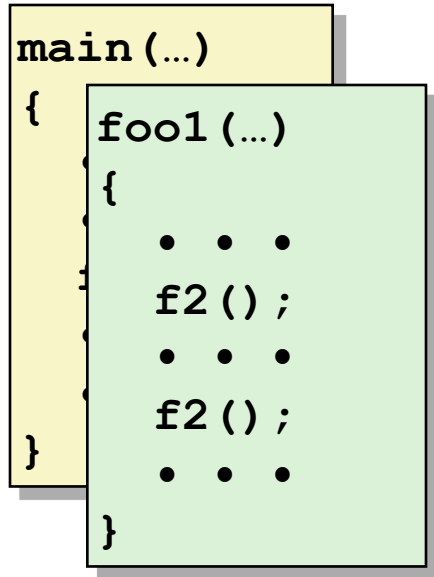 main(…)
{
foo1(…)
{
• • •
f2();
• • •
f2();
• • •
}
}